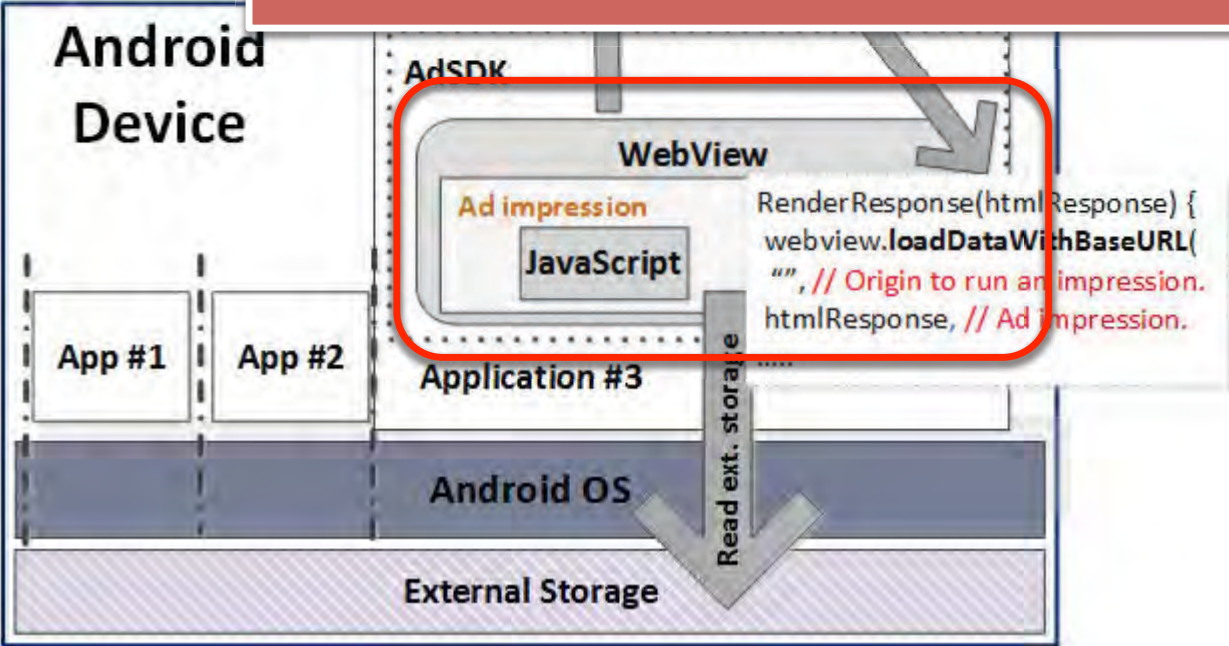 Android
Device
AdSDK
WebView
Ad impression
JavaScript
RenderResponse(htmlResponse) {
webview.loadDataWithBaseURL(
“”, // Origin to run an impression.
htmlResponse, // Ad impression.
.....
App #1
App #2
Application #3
Read ext. storage
Android OS
External Storage